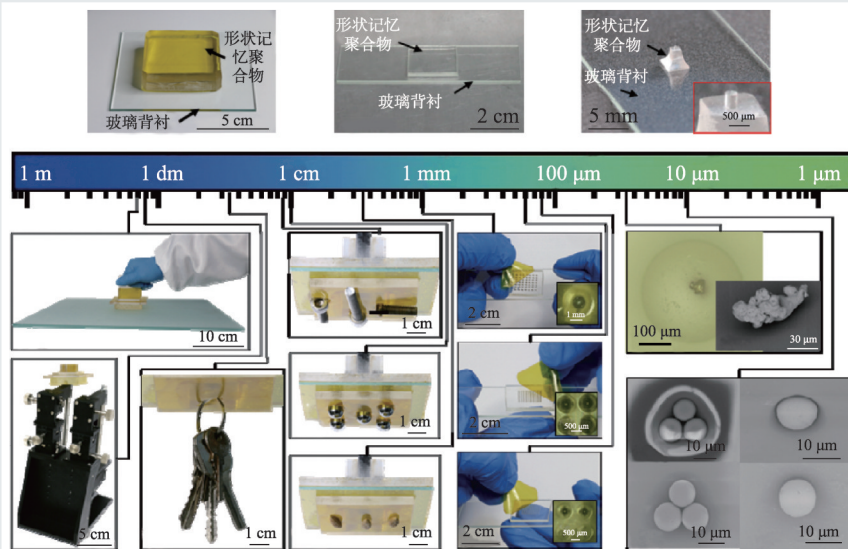 形状记
忆聚
合物
玻璃背衬
5 cm
形状记忆
聚合物
玻璃背衬
2 cm
形状记忆
聚合物
玻璃背衬
5 mm
500 μm
1 m
1 dm
1 cm
1 mm
100 μm
10 μm
1 μm
10 cm
5 cm
1 cm
1 cm
1 cm
1 cm
2 cm
1 mm
2 cm
500 μm
2 cm
500 μm
100 μm
30 μm
10 μm
10 μm
10 μm
10 μm